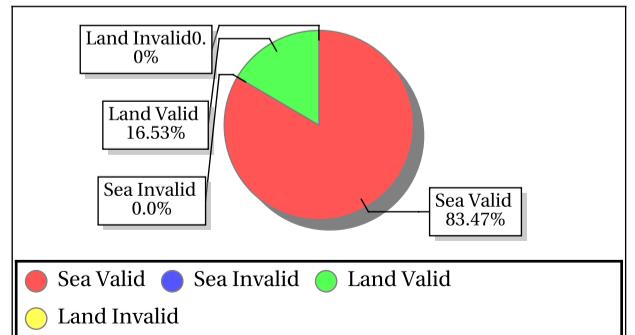 Land Invalid0.
0%
Land Valid
16.53%
Sea Invalid
0.0%
Sea Valid
83.47%
Sea Valid Sea Invalid Land Valid
Land Invalid